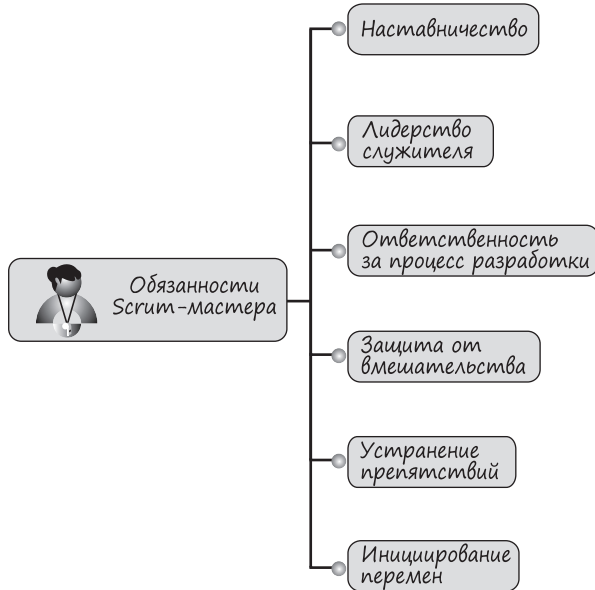 Наставничество
Лидерство
служителя
Ответственность
за процесс разработки
Обязанности
Scrum-мастера
Защита от
вмешательства
Устранение
препятствий
Инициирование
перемен